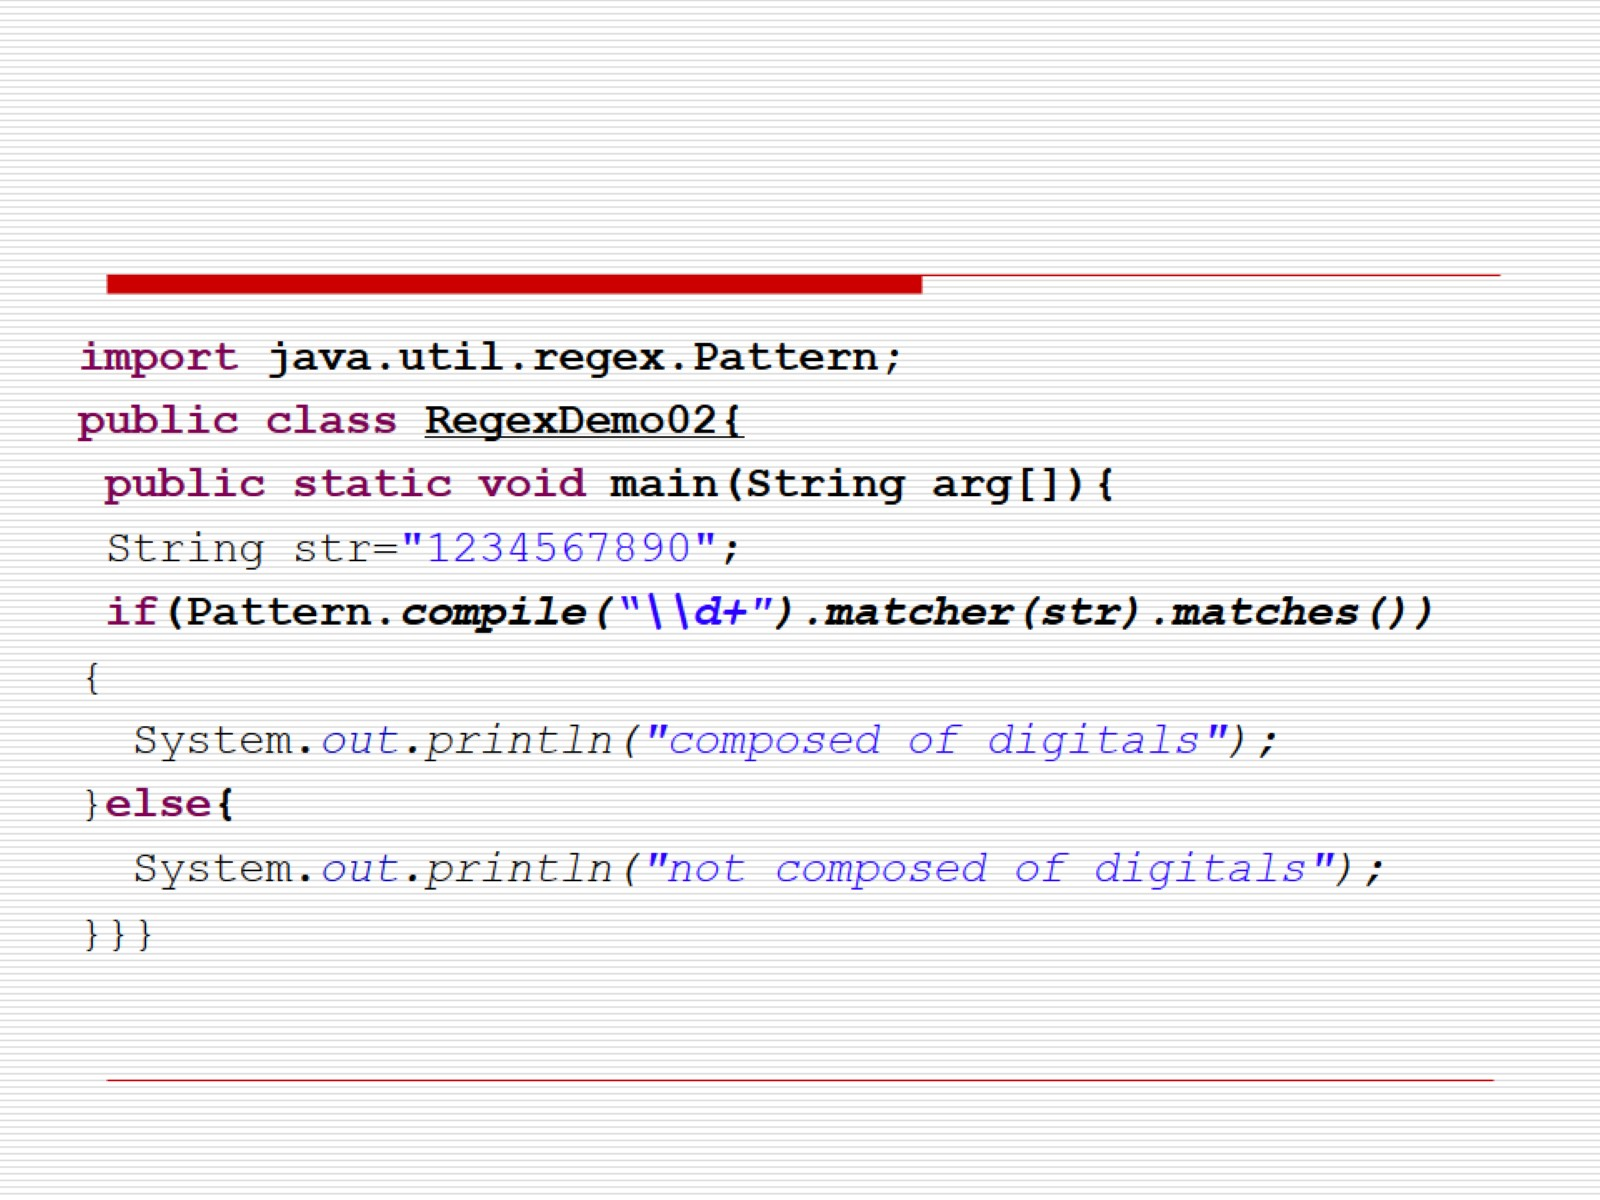 import java.util.regex.Pattern;
public class RegexDemo02{
public static void main(String arg[]){
String str="1234567890";
if(Pattern.compile(“\\d+").matcher(str).matches())
{
System.out.println("composed of digitals");
}else{
System.out.println("not composed of digitals");
}}}